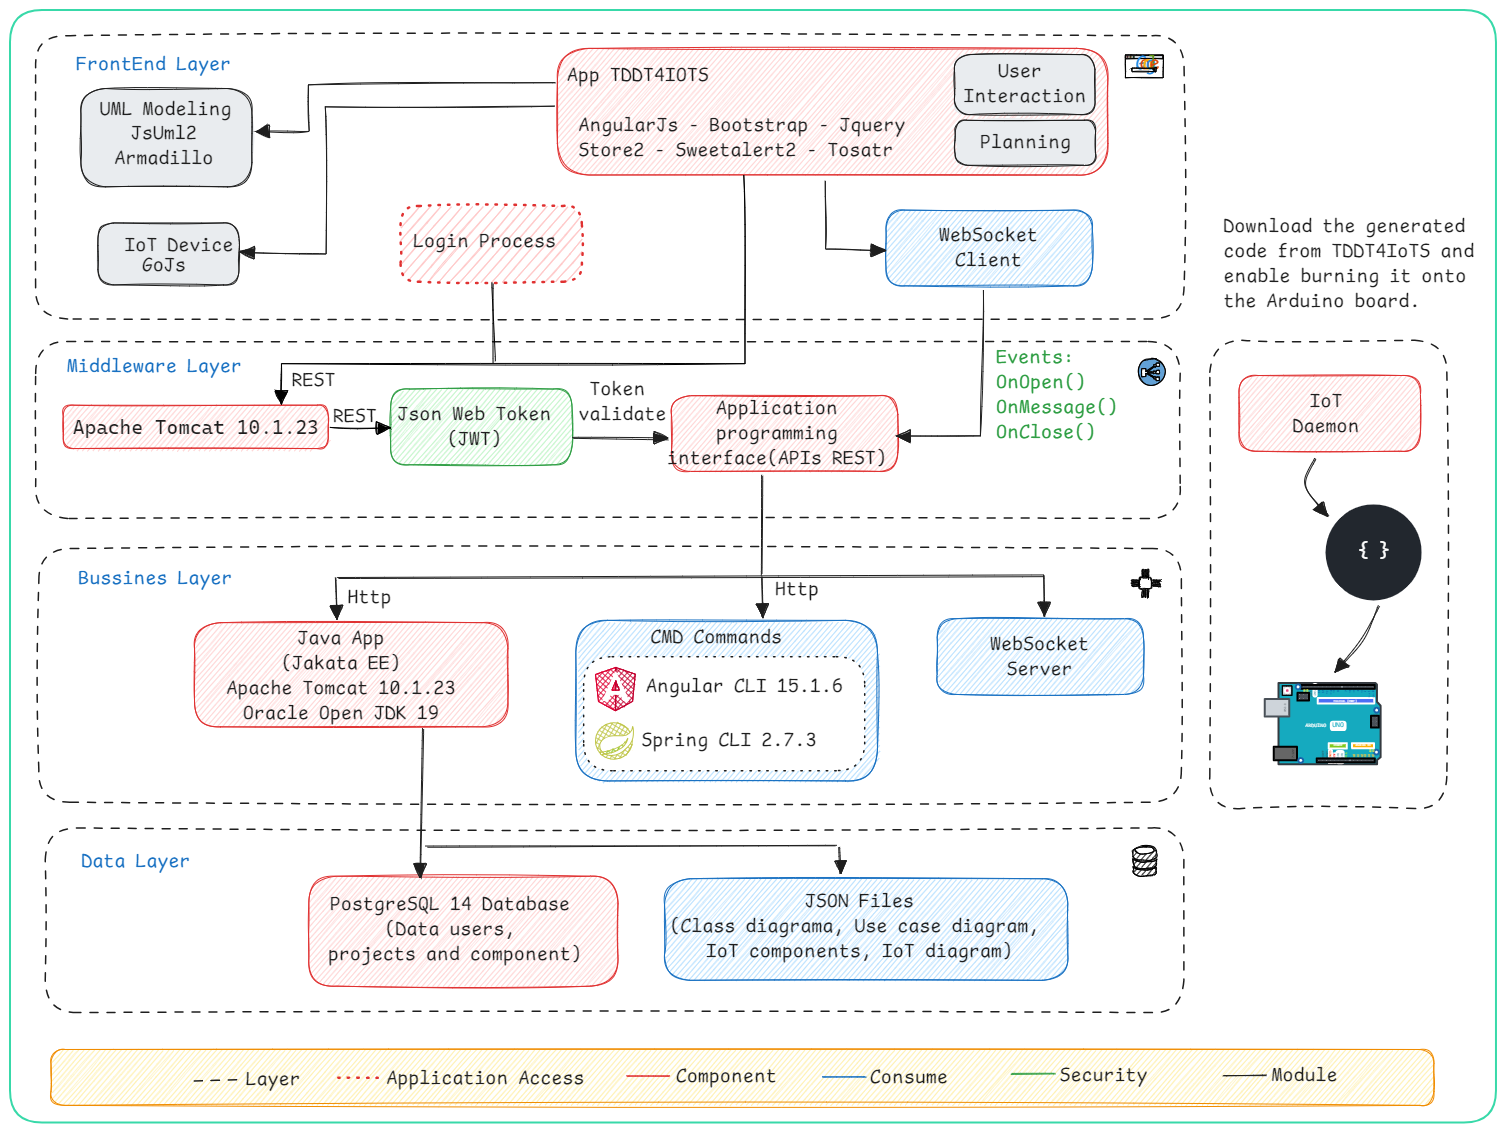 FrontEnd Layer
UML Modeling
JsUml2
Armadillo
App TDDT4IOTS
AngularJs - Bootstrap - Jquery
Store2 - Sweetalert2 - Tosatr
User
Interaction
Planning
IoT Device
GoJs
Login Process
WebSocket
Client
Download the generated
code from TDDT4IoTS and
enable burning it onto
the Arduino board.
Middleware Layer
REST
Apache Tomcat 10.1.23
REST
Json Web Token
(JWT)
Token
validate
Application
programming
interface(APIs REST)
Events:
OnOpen()
OnMessage()
OnClose()
IoT
Daemon
{ }
ARDUINO
UNO
Bussines Layer
Http
Http
Java App
(Jakata EE)
Apache Tomcat 10.1.23
Oracle Open JDK 19
CMD Commands
Angular CLI 15.1.6
Spring CLI 2.7.3
WebSocket
Server
Data Layer
PostgreSQL 14 Database
(Data users,
projects and component)
JSON Files
(Class diagrama, Use case diagram,
IoT components, IoT diagram)
Layer
Application Access
Component
Consume
Security
Module